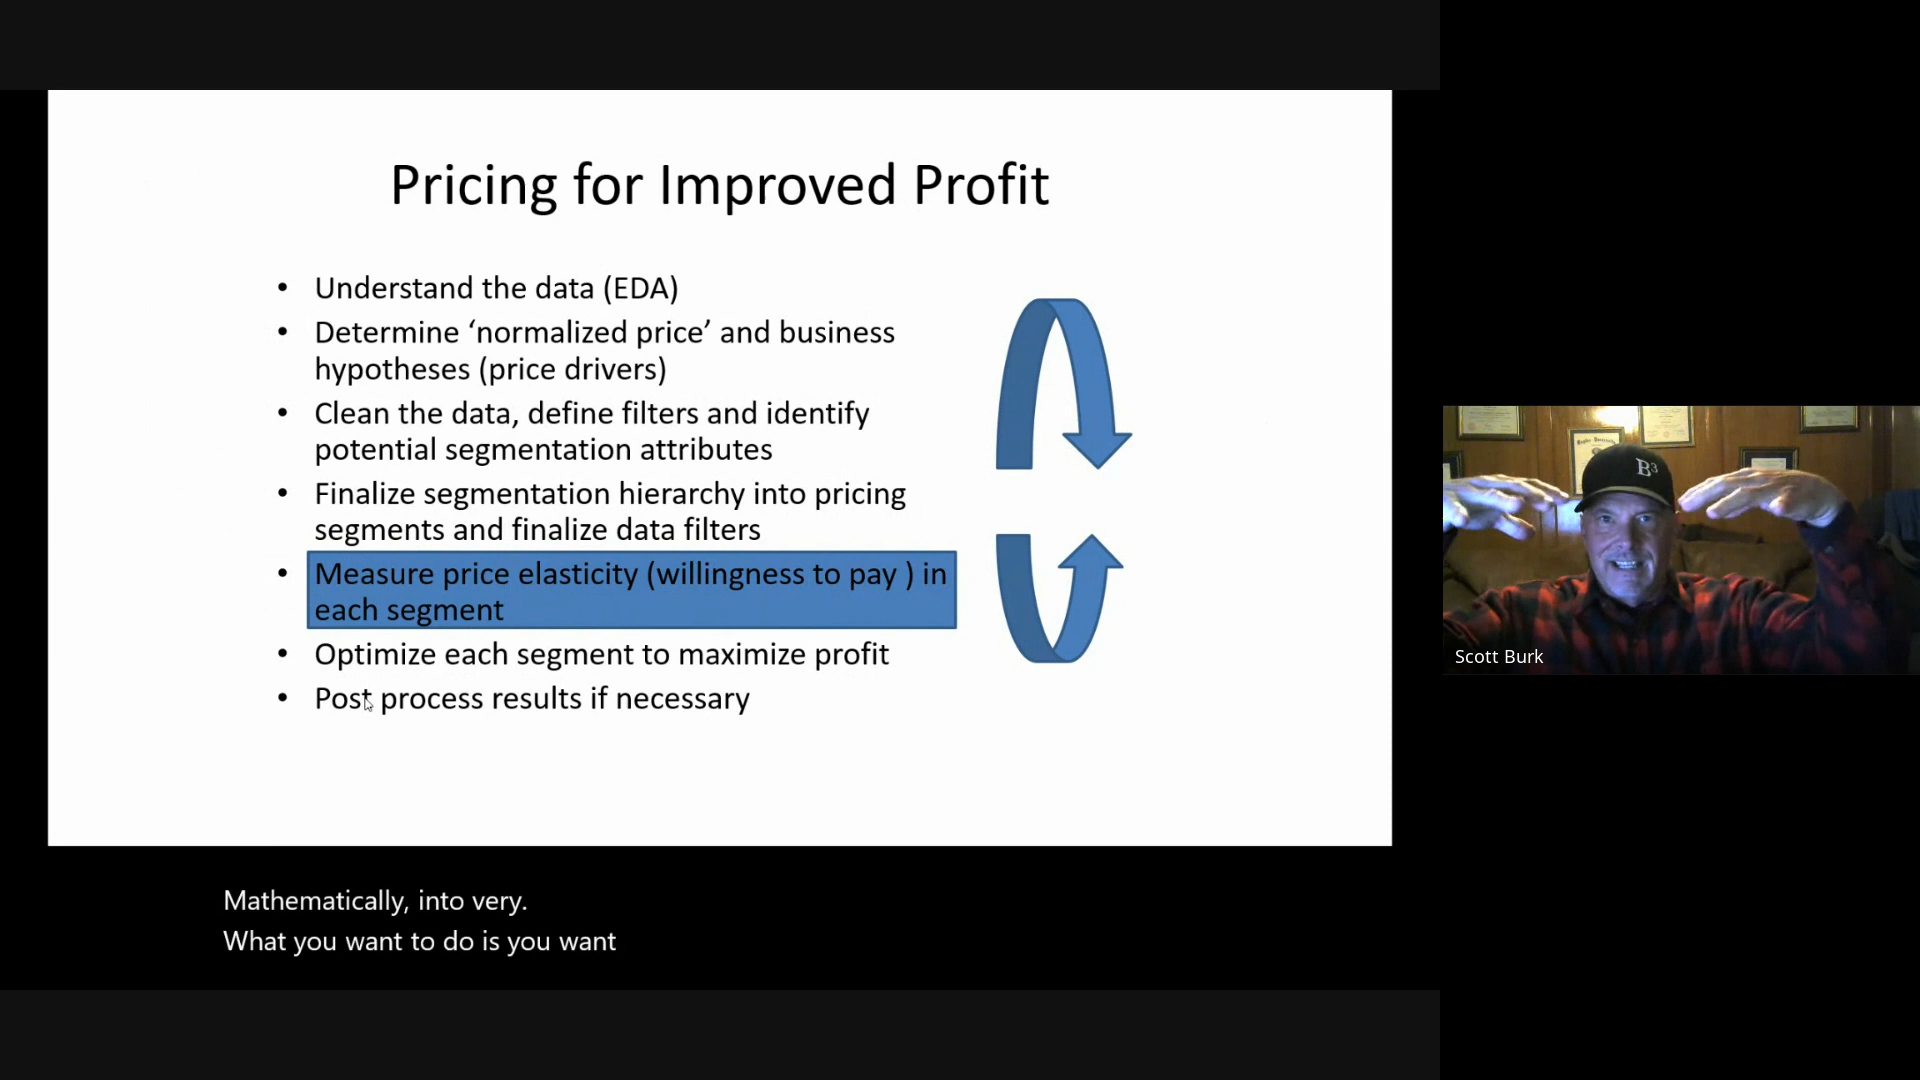 Pricing for Improved Profit
• Understand the data (EDA)
• Determine ‘normalized price’ and business
hypotheses (price drivers)
• Clean the data, define filters and identify
potential segmentation attributes
• Finalize segmentation hierarchy into pricing
segments and finalize data filters
• Measure price elasticity (willingness to pay ) in
each segment
• Optimize each segment to maximize profit
• Post process results if necessary
B3
Scott Burk
Mathematically, into very.
What you want to do is you want